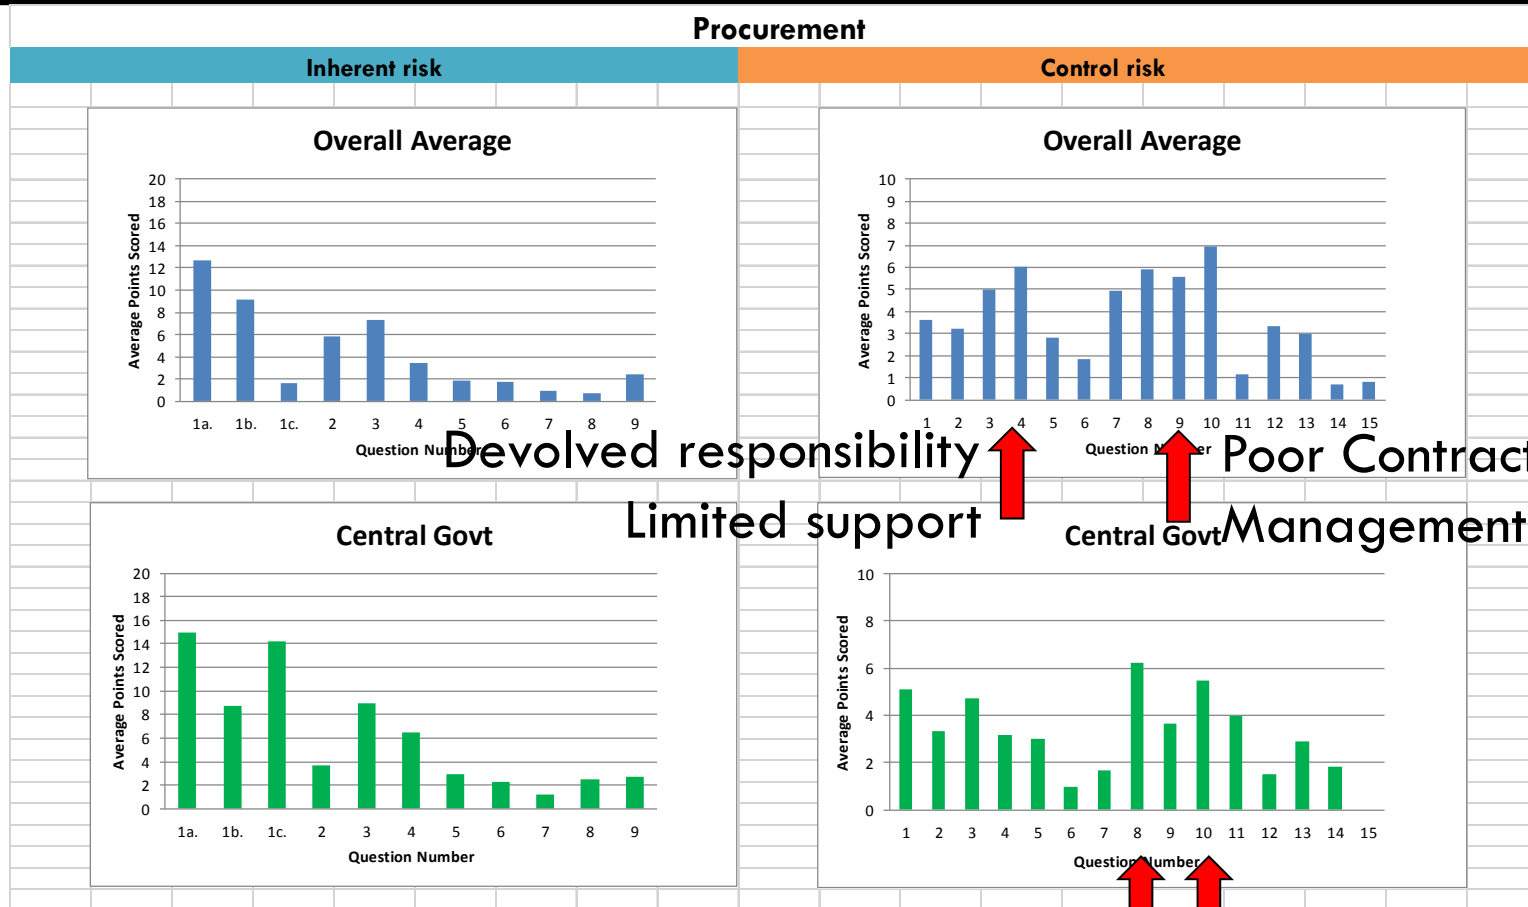 Procurement
Inherent risk
Control risk
Overall Average
Average Points Scored
20
18
16
14
12
10
8
6
4
2
0
1a. 1b. 1c. 2 3 4 5 6 7 8 9
Question Number
Overall Average
Average Points Scored
10
9
8
7
6
5
4
3
2
1
0
1 2 3 4 5 6 7 8 9 10 11 12 13 14 15
Question Number
Devolved responsibility
Limited support
Poor Contract
Management
Central Govt
Average Points Scored
20
18
16
14
12
10
8
6
4
2
0
1a. 1b. 1c. 2 3 4 5 6 7 8 9
Question Number
Central Govt
Average Points Scored
10
8
6
4
2
0
1 2 3 4 5 6 7 8 9 10 11 12 13 14 15
Question Number